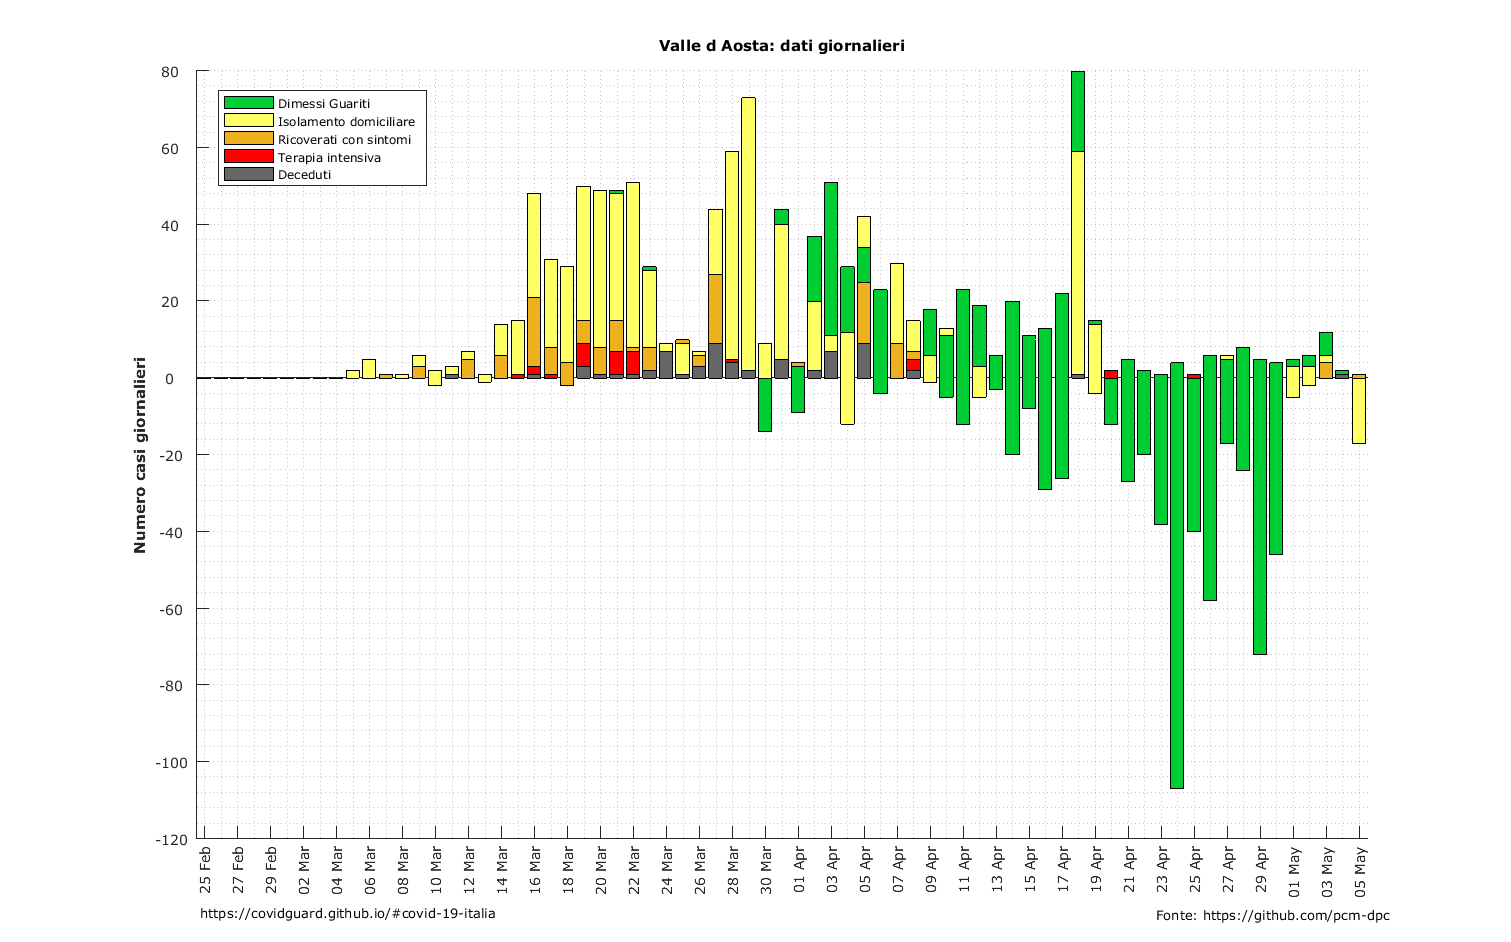 Valle d Aosta: dati giornalieri
Dimessi Guariti
Isolamento domiciliare
Ricoverati con sintomi
Terapia intensiva
Deceduti
Numero casi giornalieri
80
60
40
20
0
-20
-40
-60
-80
-100
-120
25 Feb
27 Feb
29 Feb
02 Mar
04 Mar
06 Mar
08 Mar
10 Mar
12 Mar
14 Mar
16 Mar
18 Mar
20 Mar
22 Mar
24 Mar
26 Mar
28 Mar
30 Mar
01 Apr
03 Apr
05 Apr
07 Apr
09 Apr
11 Apr
13 Apr
15 Apr
17 Apr
19 Apr
21 Apr
23 Apr
25 Apr
27 Apr
29 Apr
01 May
03 May
05 May
https://covidguard.github.io/#covid-19-italia
Fonte: https://github.com/pcm-dpc